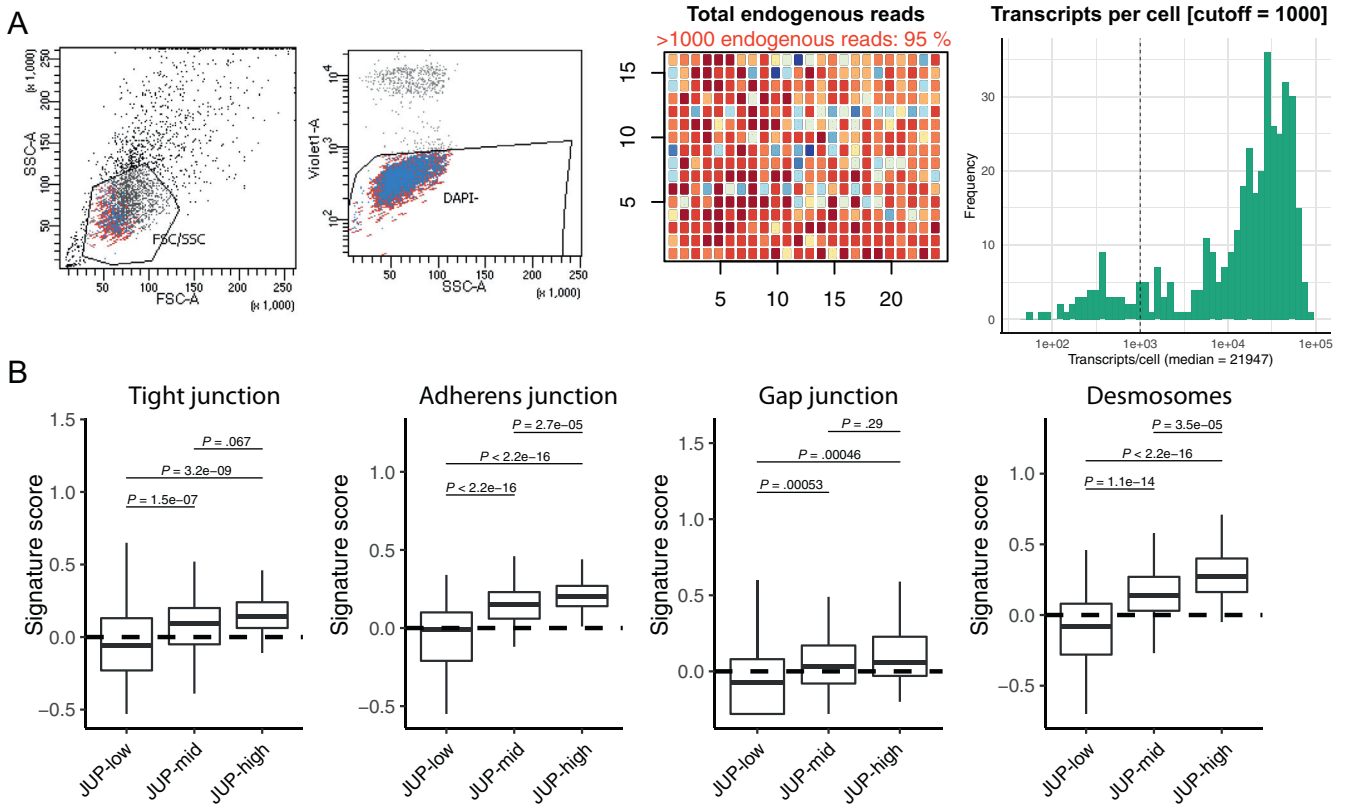 A
250
200
150
100
50
(x 1,000)
SSC-A
FSC/SSC
50 100 150 200 250
FSC-A
(x 1,000)
10^4
10^3
10^2
Violet1-A
DAPI-
50 100 150 200 250
SSC-A
(x 1,000)
Total endogenous reads
>1000 endogenous reads: 95 %
15
10
5
5 10 15 20
Transcripts per cell [cutoff = 1000]
Frequency
30
20
10
0
1e+02 1e+03 1e+04 1e+05
Transcripts/cell (median = 21947)
B
Tight junction
Signature score
1.5
1.0
0.5
0.0
−0.5
P = .067
P = 3.2e−09
P = 1.5e−07
JUP-low JUP-mid JUP-high
Adherens junction
Signature score
1.0
0.5
0.0
−0.5
P = 2.7e−05
P < 2.2e−16
P < 2.2e−16
JUP-low JUP-mid JUP-high
Gap junction
Signature score
1.5
1.0
0.5
0.0
P = .29
P = .00046
P = .00053
JUP-low JUP-mid JUP-high
Desmosomes
Signature score
1.0
0.5
0.0
−0.5
P = 3.5e−05
P < 2.2e−16
P = 1.1e−14
JUP-low JUP-mid JUP-high